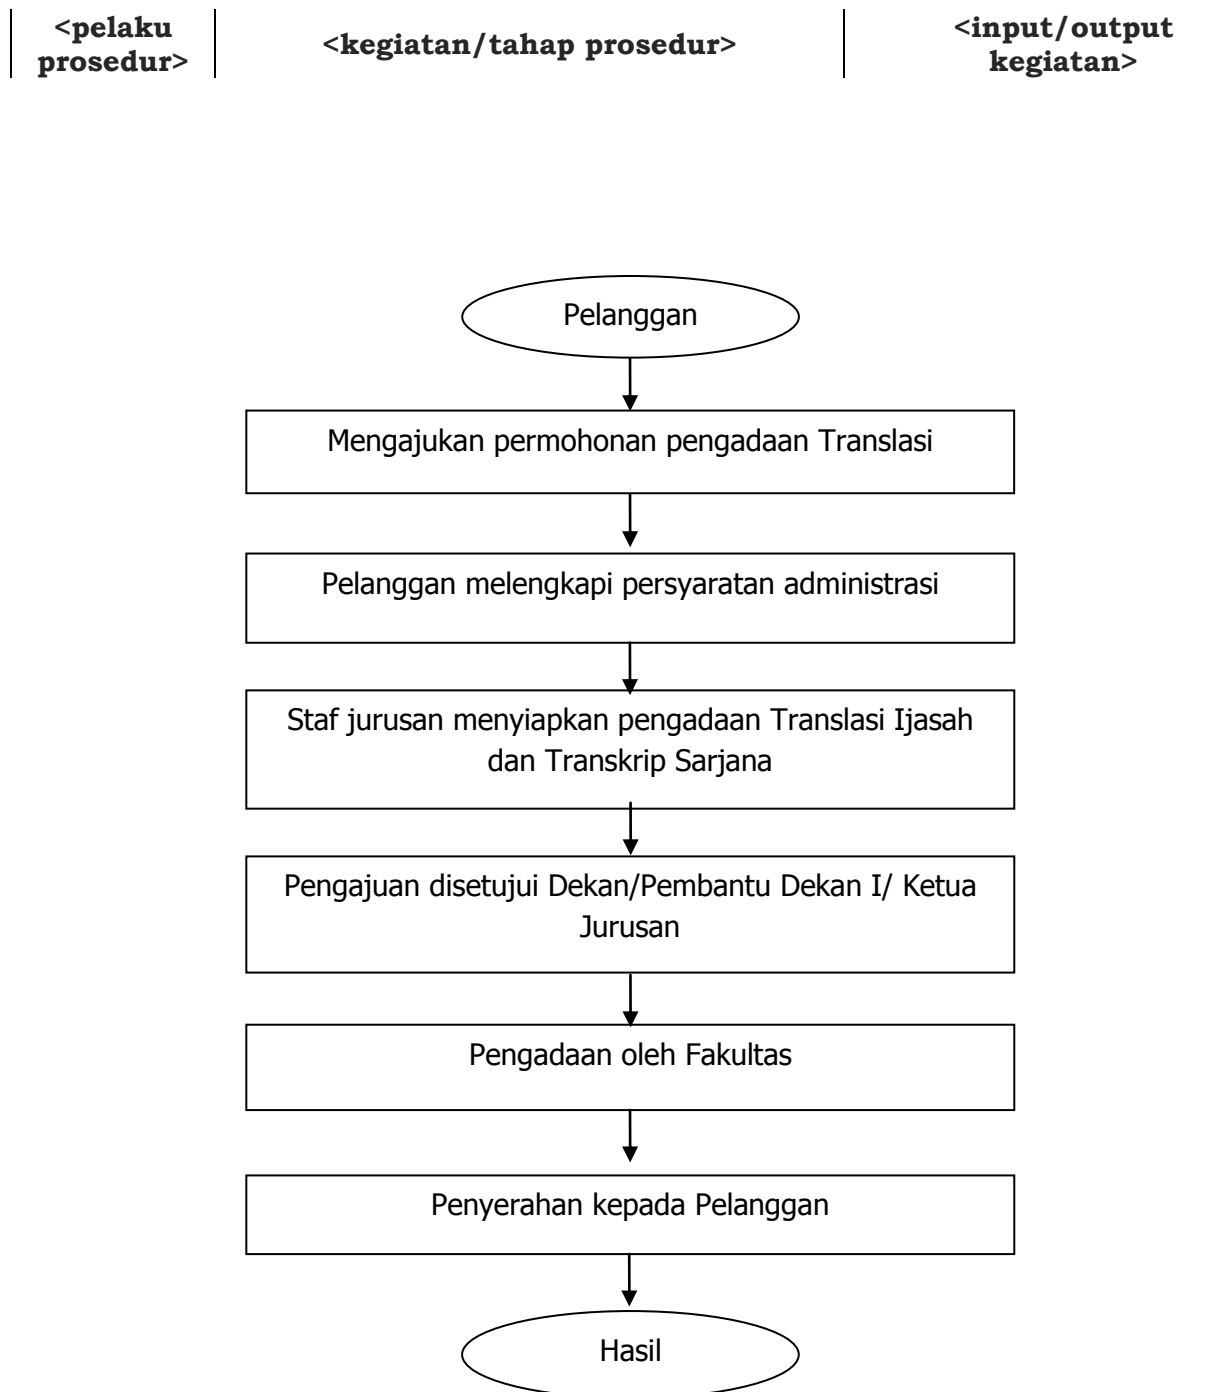 <pelaku
prosedur>
<kegiatan/tahap prosedur>
<input/output
kegiatan>
Pelanggan
Mengajukan permohonan pengadaan Translasi
Pelanggan melengkapi persyaratan administrasi
Staf jurusan menyiapkan pengadaan Translasi Ijasah
dan Transkrip Sarjana
Pengajuan disetujui Dekan/Pembantu Dekan I/ Ketua
Jurusan
Pengadaan oleh Fakultas
Penyerahan kepada Pelanggan
Hasil